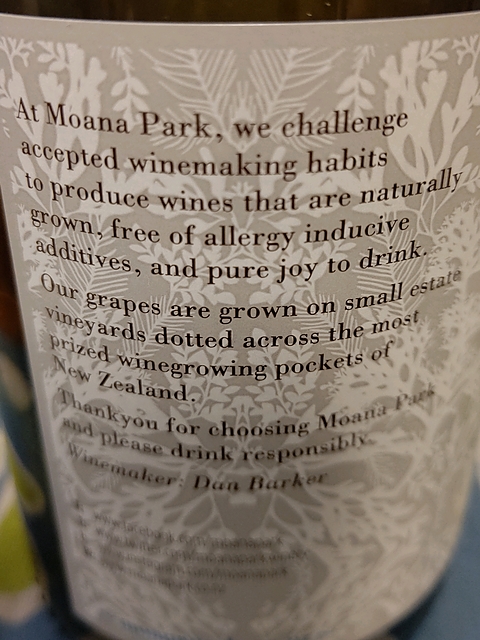 At Moana Park, we challenge
accepted winemaking habits
to produce wines that are naturally
grown, free of allergy inducive
additives, and pure joy to drink.
Our grapes are grown on small estate
vineyards dotted across the most
prized winegrowing pockets of
New Zealand.
Thankyou for choosing Moana Park
and please drink responsibly.
Winemaker: Dan Barker